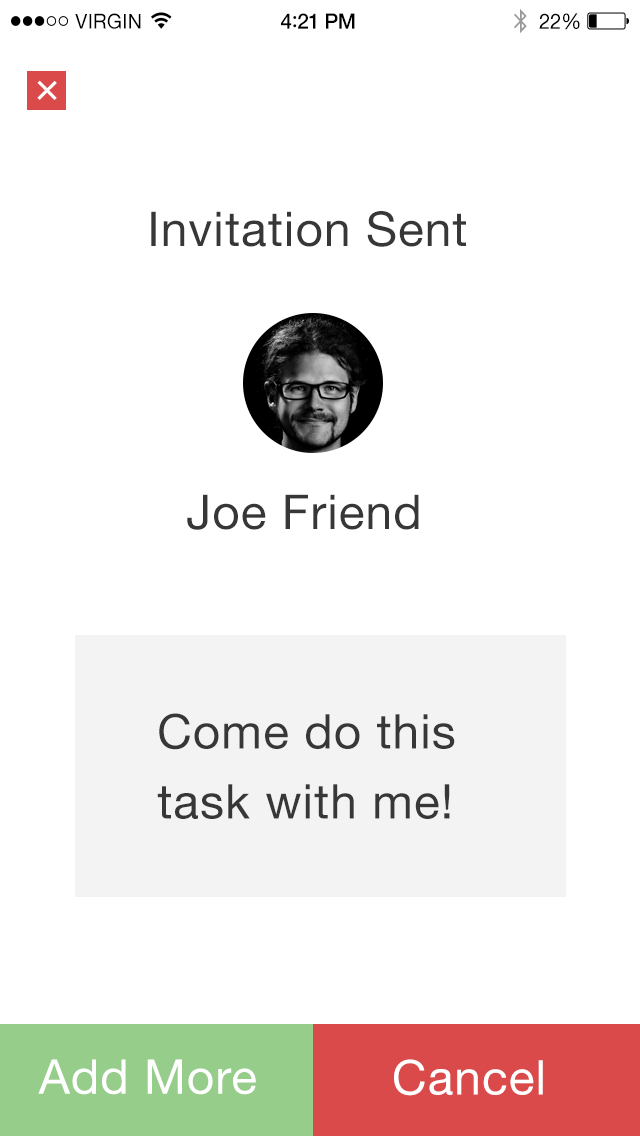 VIRGIN 4:21 PM 22%
Invitation Sent
Joe Friend
Come do this
task with me!
Add More Cancel